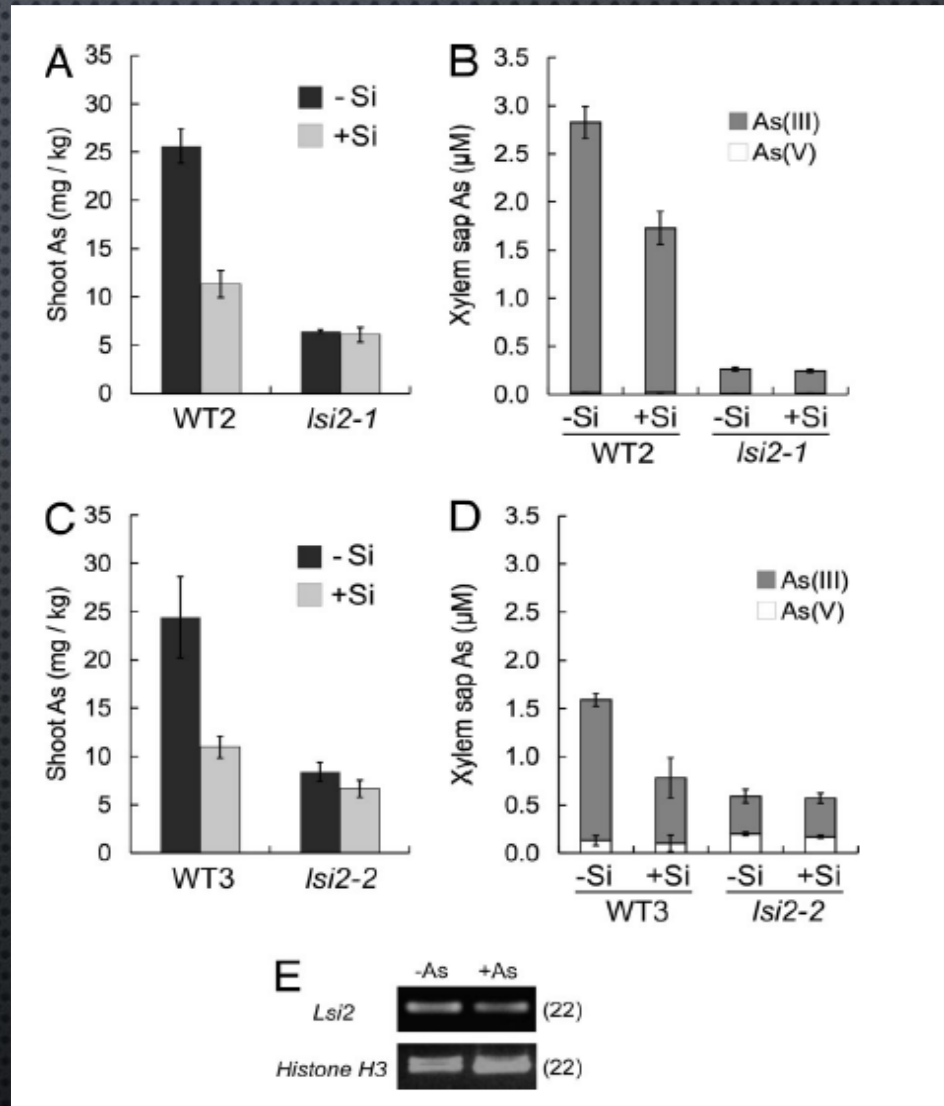 A
Shoot As (mg / kg)
35
30
25
20
15
10
5
0
- Si
+Si
WT2
lsi2-1
B
Xylem sap As (µM)
3.5
3.0
2.5
2.0
1.5
1.0
0.5
0.0
As(III)
As(V)
-Si +Si -Si +Si
WT2 lsi2-1
C
Shoot As (mg / kg)
35
30
25
20
15
10
5
0
- Si
+Si
WT3
lsi2-2
D
Xylem sap As (µM)
3.5
3.0
2.5
2.0
1.5
1.0
0.5
0.0
As(III)
As(V)
-Si +Si -Si +Si
WT3 lsi2-2
E
-As +As
Lsi2 (22)
Histone H3 (22)